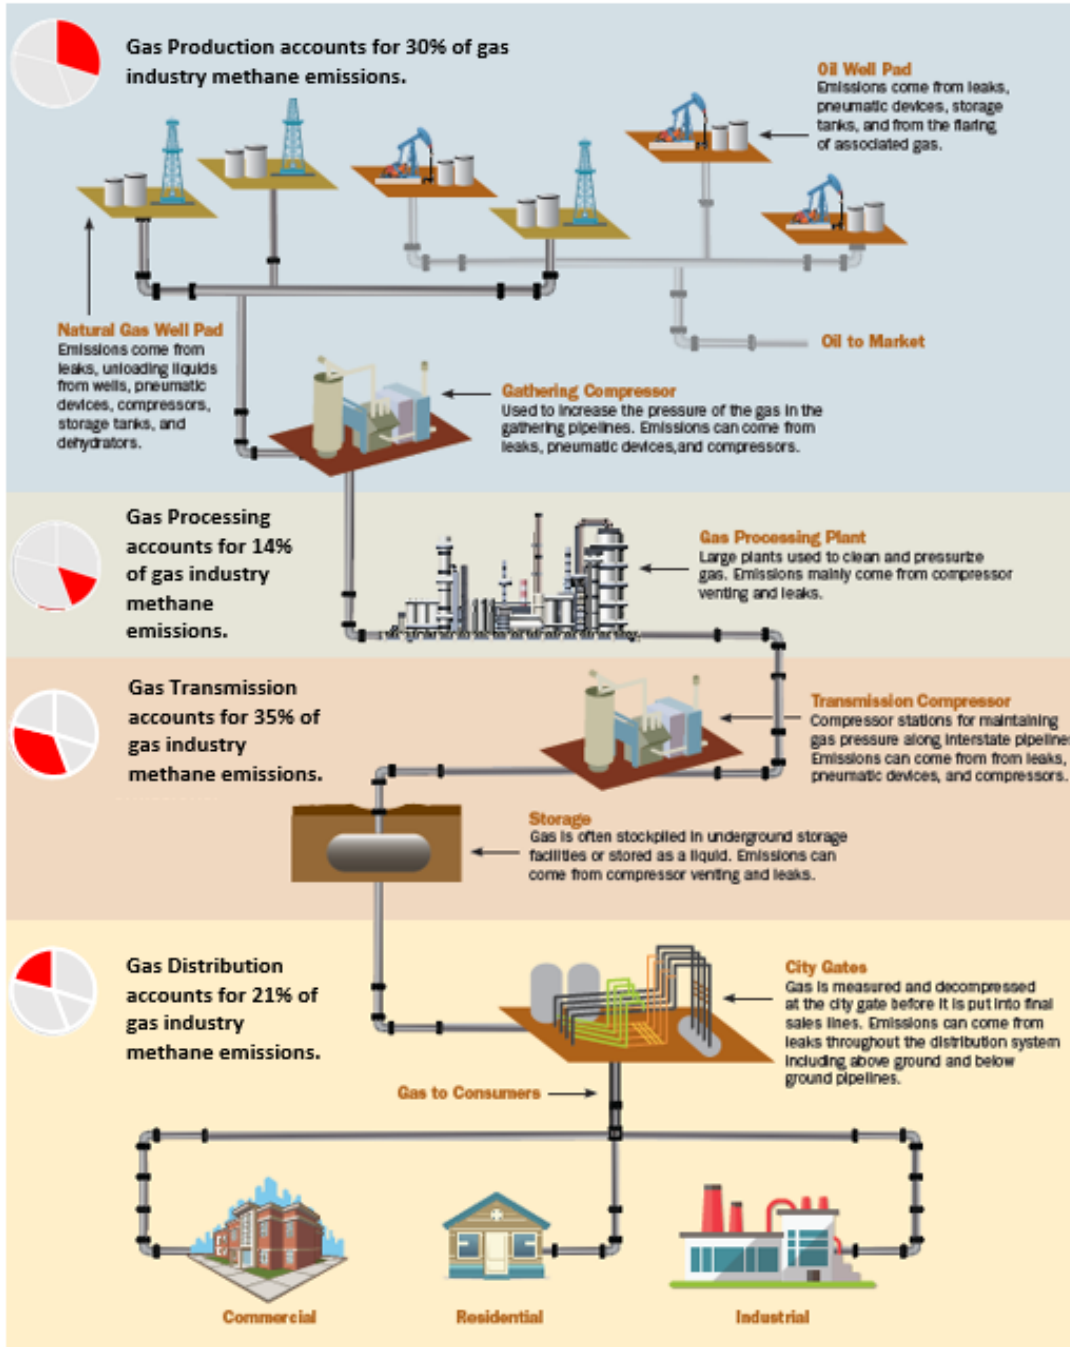 Gas Production accounts for 30% of gas
industry methane emissions.
Oil Well Pad
Emissions come from leaks,
pneumatic devices, storage
tanks, and from the flaring
of associated gas.
Natural Gas Well Pad
Emissions come from
leaks, unloading liquids
from wells, pneumatic
devices, compressors,
storage tanks, and
dehydrators.
Oil to Market
Gathering Compressor
Used to increase the pressure of the gas in the
gathering pipelines. Emissions can come from
leaks, pneumatic devices,and compressors.
Gas Processing
accounts for 14%
of gas industry
methane
emissions.
Gas Processing Plant
Large plants used to clean and pressurize
gas. Emissions mainly come from compressor
venting and leaks.
Gas Transmission
accounts for 35% of
gas industry
methane emissions.
Transmission Compressor
Compressor stations for maintaining
gas pressure along interstate pipeline
Emissions can come from from leaks,
pneumatic devices, and compressors.
Storage
Gas is often stockpiled in underground storage
facilities or stored as a liquid. Emissions can
come from compressor venting and leaks.
Gas Distribution
accounts for 21% of
gas industry
methane emissions.
City Gates
Gas is measured and decompressed
at the city gate before it is put into final
sales lines. Emissions can come from
leaks throughout the distribution system
including above ground and below
ground pipelines.
Gas to Consumers
Commercial
Residential
Industrial